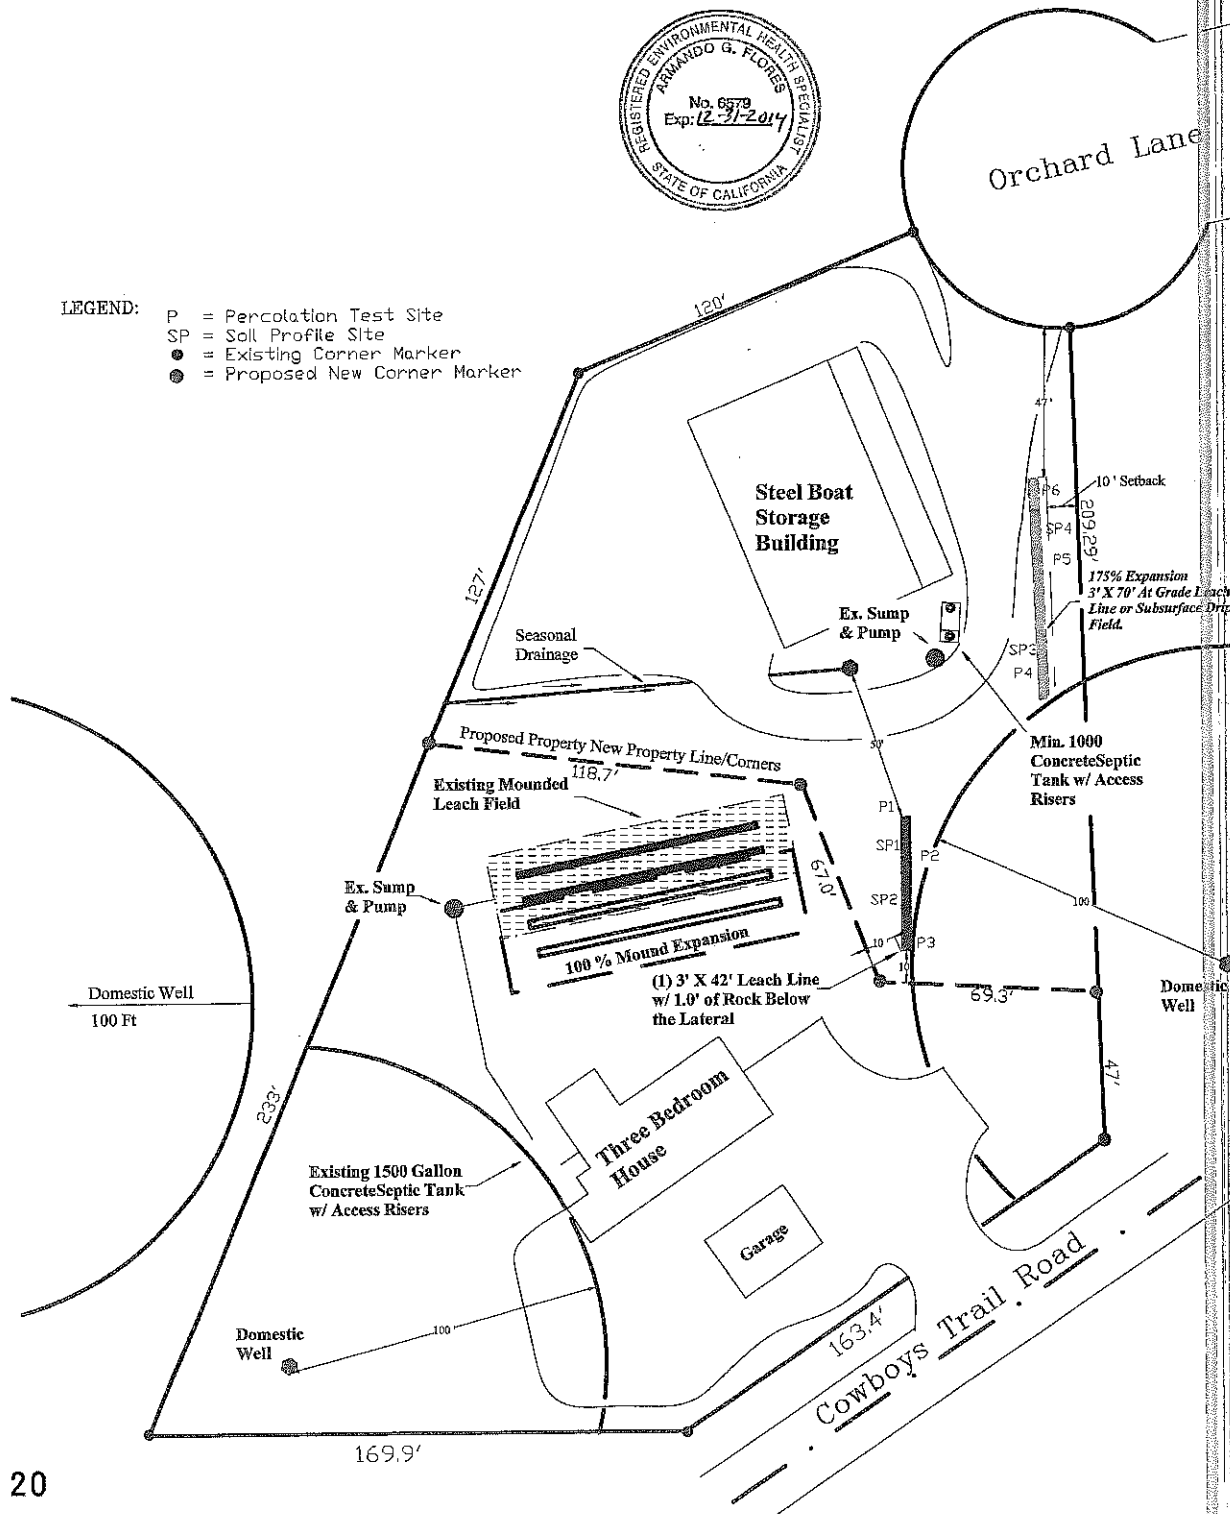 REGISTERED ENVIRONMENTAL HEALTH SPECIALIST
ARMANDO G. FLORES
No. 6579
Exp: 12-31-2014
STATE OF CALIFORNIA
Orchard Lane
LEGEND:
P = Percolation Test Site
SP = Soil Profile Site
= Existing Corner Marker
= Proposed New Corner Marker
120'
47'
P6
10' Setback
SP4
209.29'
P5
Steel Boat
Storage
Building
127'
175% Expansion
3' X 70' At Grade Leach
Line or Subsurface Drip
Field.
Ex. Sump
& Pump
Seasonal
Drainage
SP3
P4
Min. 1000
ConcreteSeptic
Tank w/ Access
Risers
Proposed Property New Property Line/Corners
118.7'
50'
Existing Mounded
Leach Field
P1
SP1
P2
67.0'
Ex. Sump
& Pump
SP2
100
10
P3
100 % Mound Expansion
10
(1) 3' X 42' Leach Line
w/ 1.0' of Rock Below
the Lateral
69.3'
Domestic
Well
Domestic Well
100 Ft
47'
233'
Three Bedroom
House
Existing 1500 Gallon
ConcreteSeptic Tank
w/ Access Risers
Garage
Domestic
Well
100
163.4'
Cowboys Trail Road
169.9'
20